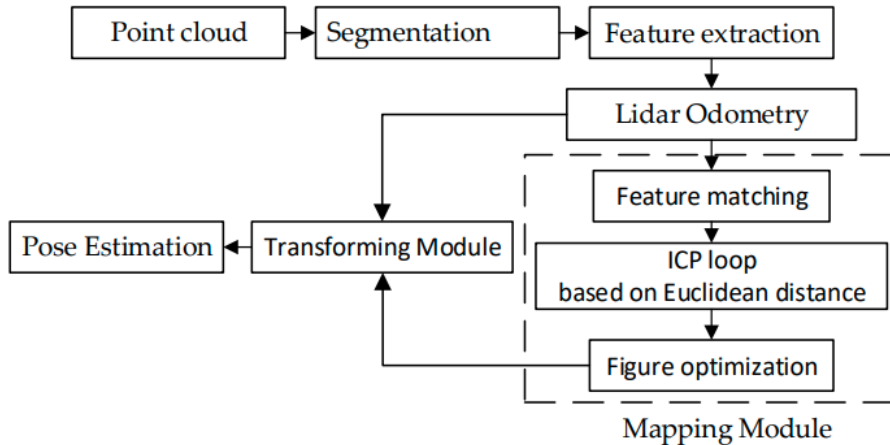 Point cloud
Segmentation
Feature extraction
Lidar Odometry
Feature matching
Pose Estimation
Transforming Module
ICP loop
based on Euclidean distance
Figure optimization
Mapping Module